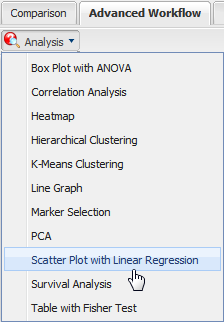 Comparison Advanced Workflow
Analysis
Box Plot with ANOVA
Correlation Analysis
Heatmap
Hierarchical Clustering
K-Means Clustering
Line Graph
Marker Selection
PCA
Scatter Plot with Linear Regression
Survival Analysis
Table with Fisher Test